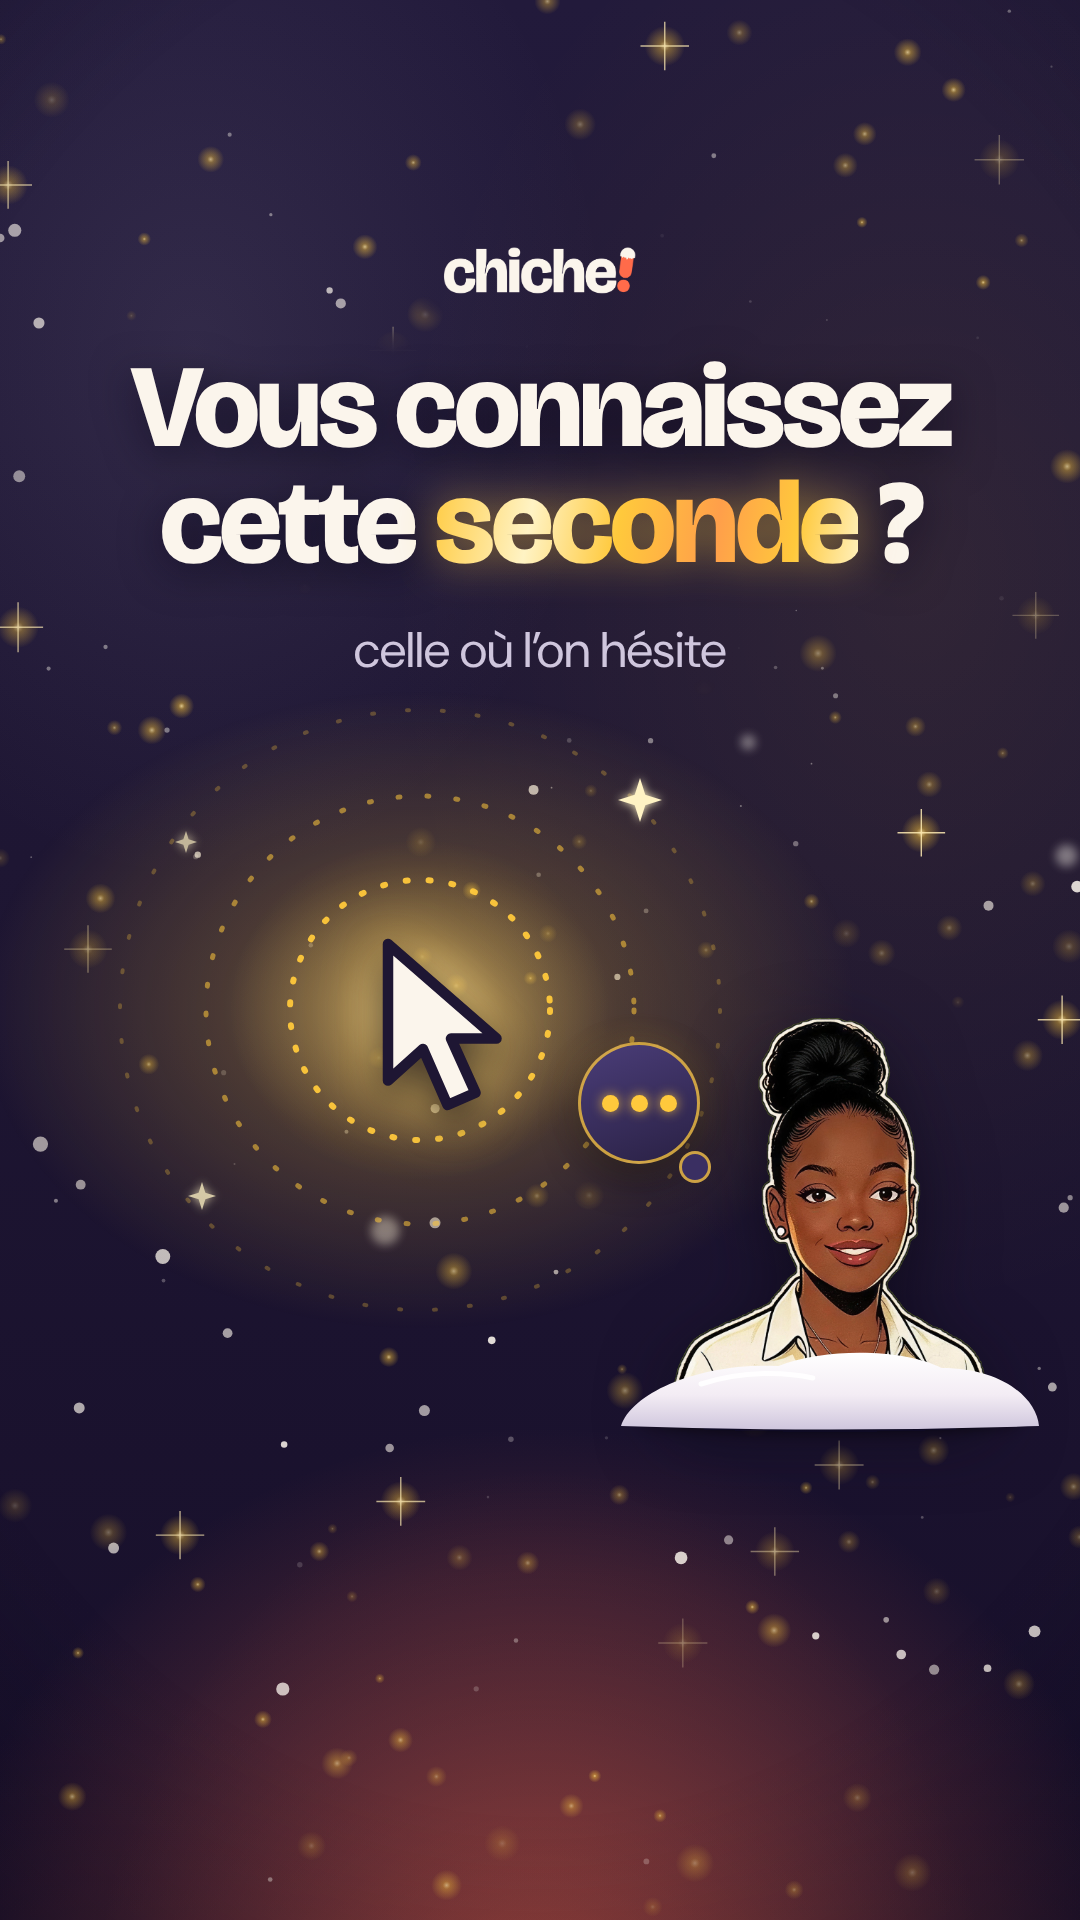 chiche!
Vous connaissez
cette seconde ?
celle où l’on hésite